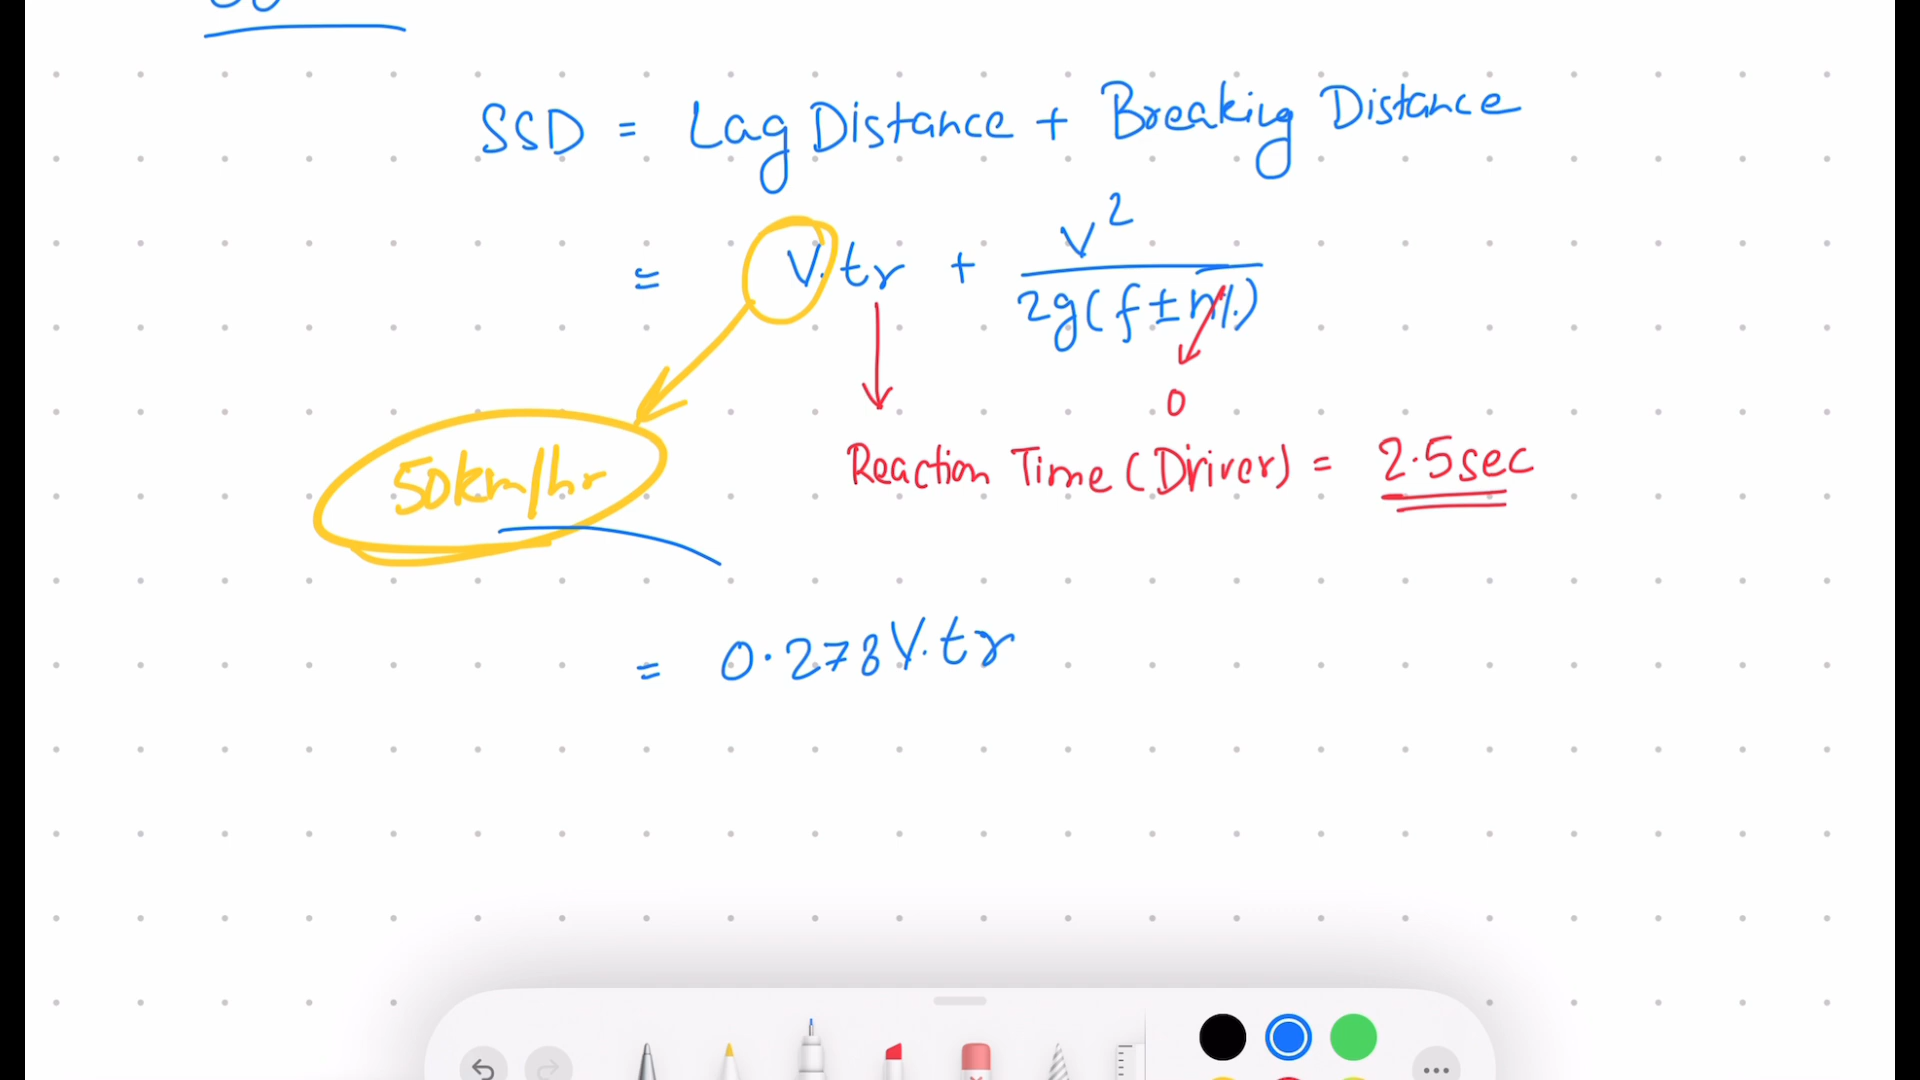 SSD = Lag Distance + Breaking Distance
= V.tr + V²/2g(f±n%)
0
50km/hr
Reaction Time (Driver) = 2.5sec
= 0.278V.tr